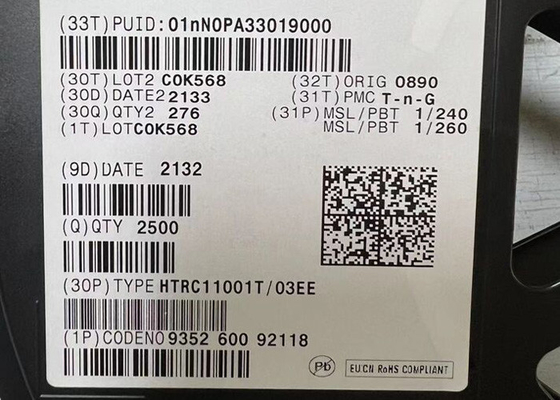 (33T)PUID:01nN0PA33019000
(30T)LOT2 C0K568 (32T)ORIG 0890
(30D)DATE2 2133 (31T)PMC T-n-G
(30Q)QTY2 276 (31P)MSL/PBT 1/240
(1T)LOTC0K568 MSL/PBT 1/260
(9D)DATE 2132
(Q)QTY 2500
(30P)TYPE HTRC11001T/03EE
(1P)CODENO 9352 600 92118
Pb EU.CN RoHS COMPLIANT